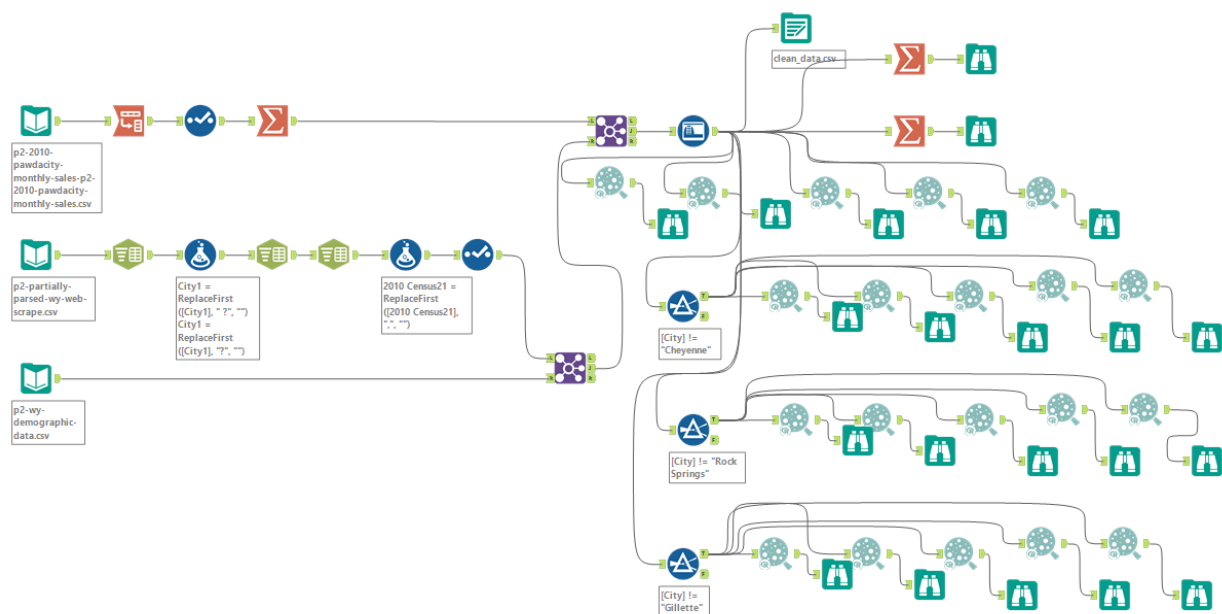 clean_data.csv
p2-2010-
pawdacity-
monthly-sales-p2-
2010-pawdacity-
monthly-sales.csv
L
J
R
L
R
p2-partially-
parsed-wy-web-
scrape.csv
City1 =
ReplaceFirst
([City1], " ?", "")
City1 =
ReplaceFirst
([City1], "?", "")
2010 Census21 =
ReplaceFirst
([2010 Census21],
",", "")
T
F
[City] !=
"Cheyenne"
L
J
R
L
R
p2-wy-
demographic-
data.csv
T
F
[City] != "Rock
Springs"
T
F
[City] !=
"Gillette"